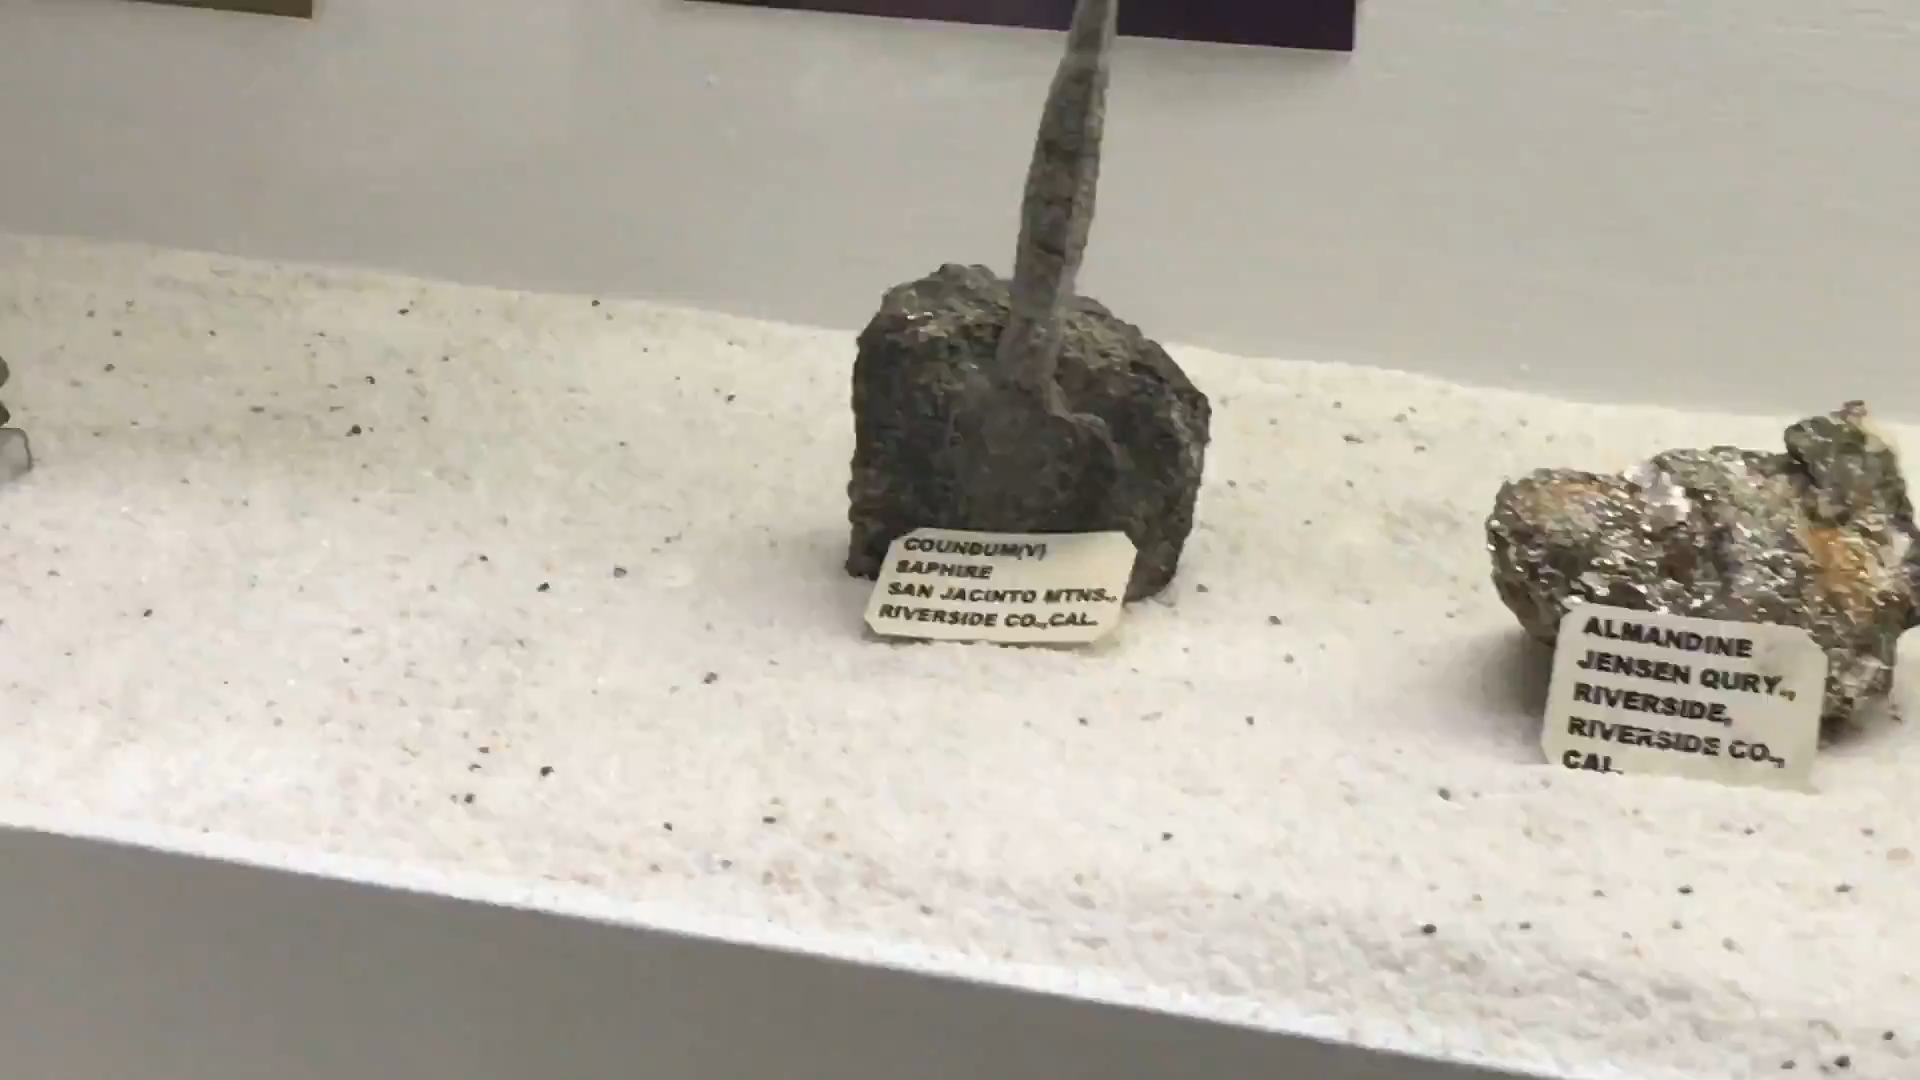 COUNDUM(V)
SAPHIRE
SAN JACINTO MTNS.,
RIVERSIDE CO.,CAL.
ALMANDINE
JENSEN QURY.,
RIVERSIDE,
RIVERSIDE CO.,
CAL.